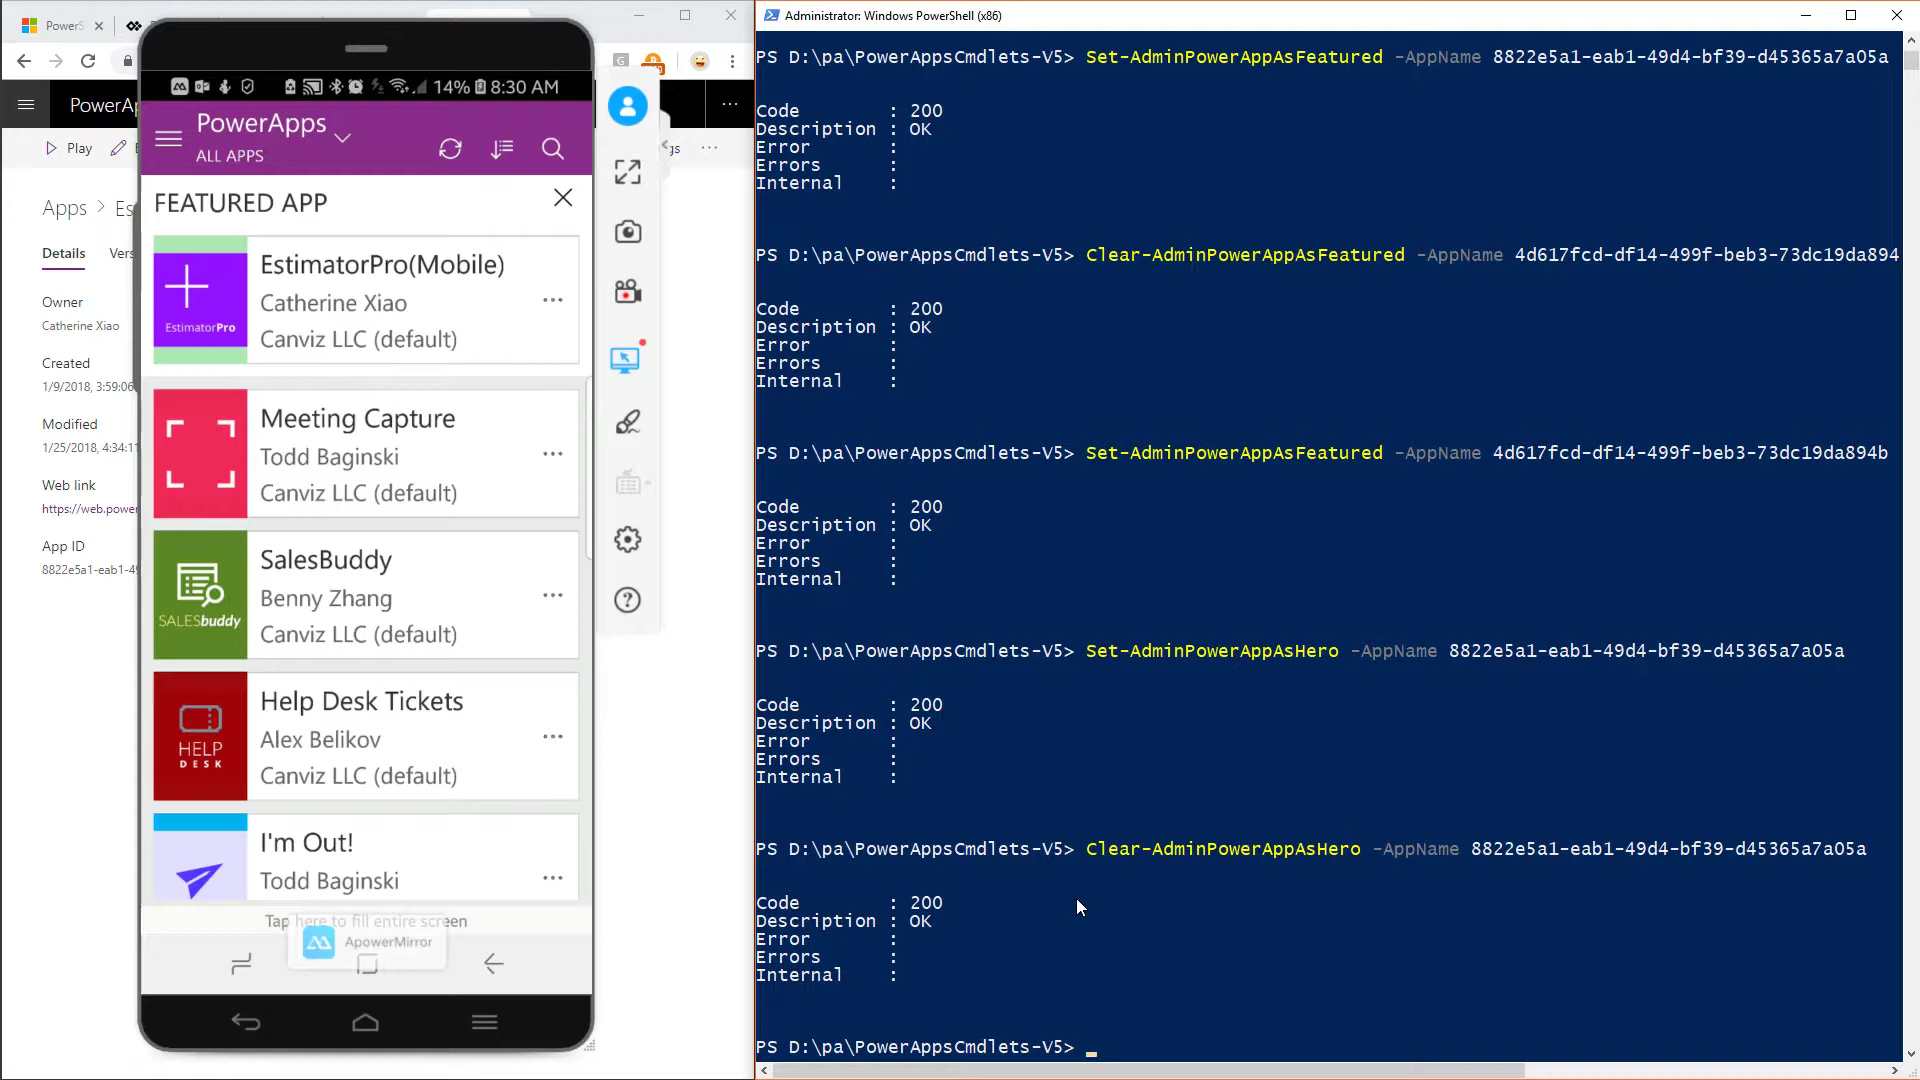 PowerS
Administrator: Windows PowerShell (x86)
14% 8:30 AM
PowerApps
ALL APPS
PowerAp
Play
FEATURED APP
Apps > Es
Details
Vers
EstimatorPro(Mobile)
Catherine Xiao
Canviz LLC (default)
EstimatorPro
Owner
Catherine Xiao
Created
1/9/2018, 3:59:06
Modified
1/25/2018, 4:34:11
Web link
https://web.power
App ID
8822e5a1-eab1-49
Meeting Capture
Todd Baginski
Canviz LLC (default)
SalesBuddy
Benny Zhang
Canviz LLC (default)
SALESbuddy
Help Desk Tickets
Alex Belikov
Canviz LLC (default)
HELP
DESK
I'm Out!
Todd Baginski
Tap here to fill entire screen
ApowerMirror
PS D:\pa\PowerAppsCmdlets-V5> Set-AdminPowerAppAsFeatured -AppName 8822e5a1-eab1-49d4-bf39-d45365a7a05a
Code : 200
Description : OK
Error :
Errors :
Internal :
PS D:\pa\PowerAppsCmdlets-V5> Clear-AdminPowerAppAsFeatured -AppName 4d617fcd-df14-499f-beb3-73dc19da894
Code : 200
Description : OK
Error :
Errors :
Internal :
PS D:\pa\PowerAppsCmdlets-V5> Set-AdminPowerAppAsFeatured -AppName 4d617fcd-df14-499f-beb3-73dc19da894b
Code : 200
Description : OK
Error :
Errors :
Internal :
PS D:\pa\PowerAppsCmdlets-V5> Set-AdminPowerAppAsHero -AppName 8822e5a1-eab1-49d4-bf39-d45365a7a05a
Code : 200
Description : OK
Error :
Errors :
Internal :
PS D:\pa\PowerAppsCmdlets-V5> Clear-AdminPowerAppAsHero -AppName 8822e5a1-eab1-49d4-bf39-d45365a7a05a
Code : 200
Description : OK
Error :
Errors :
Internal :
PS D:\pa\PowerAppsCmdlets-V5> _